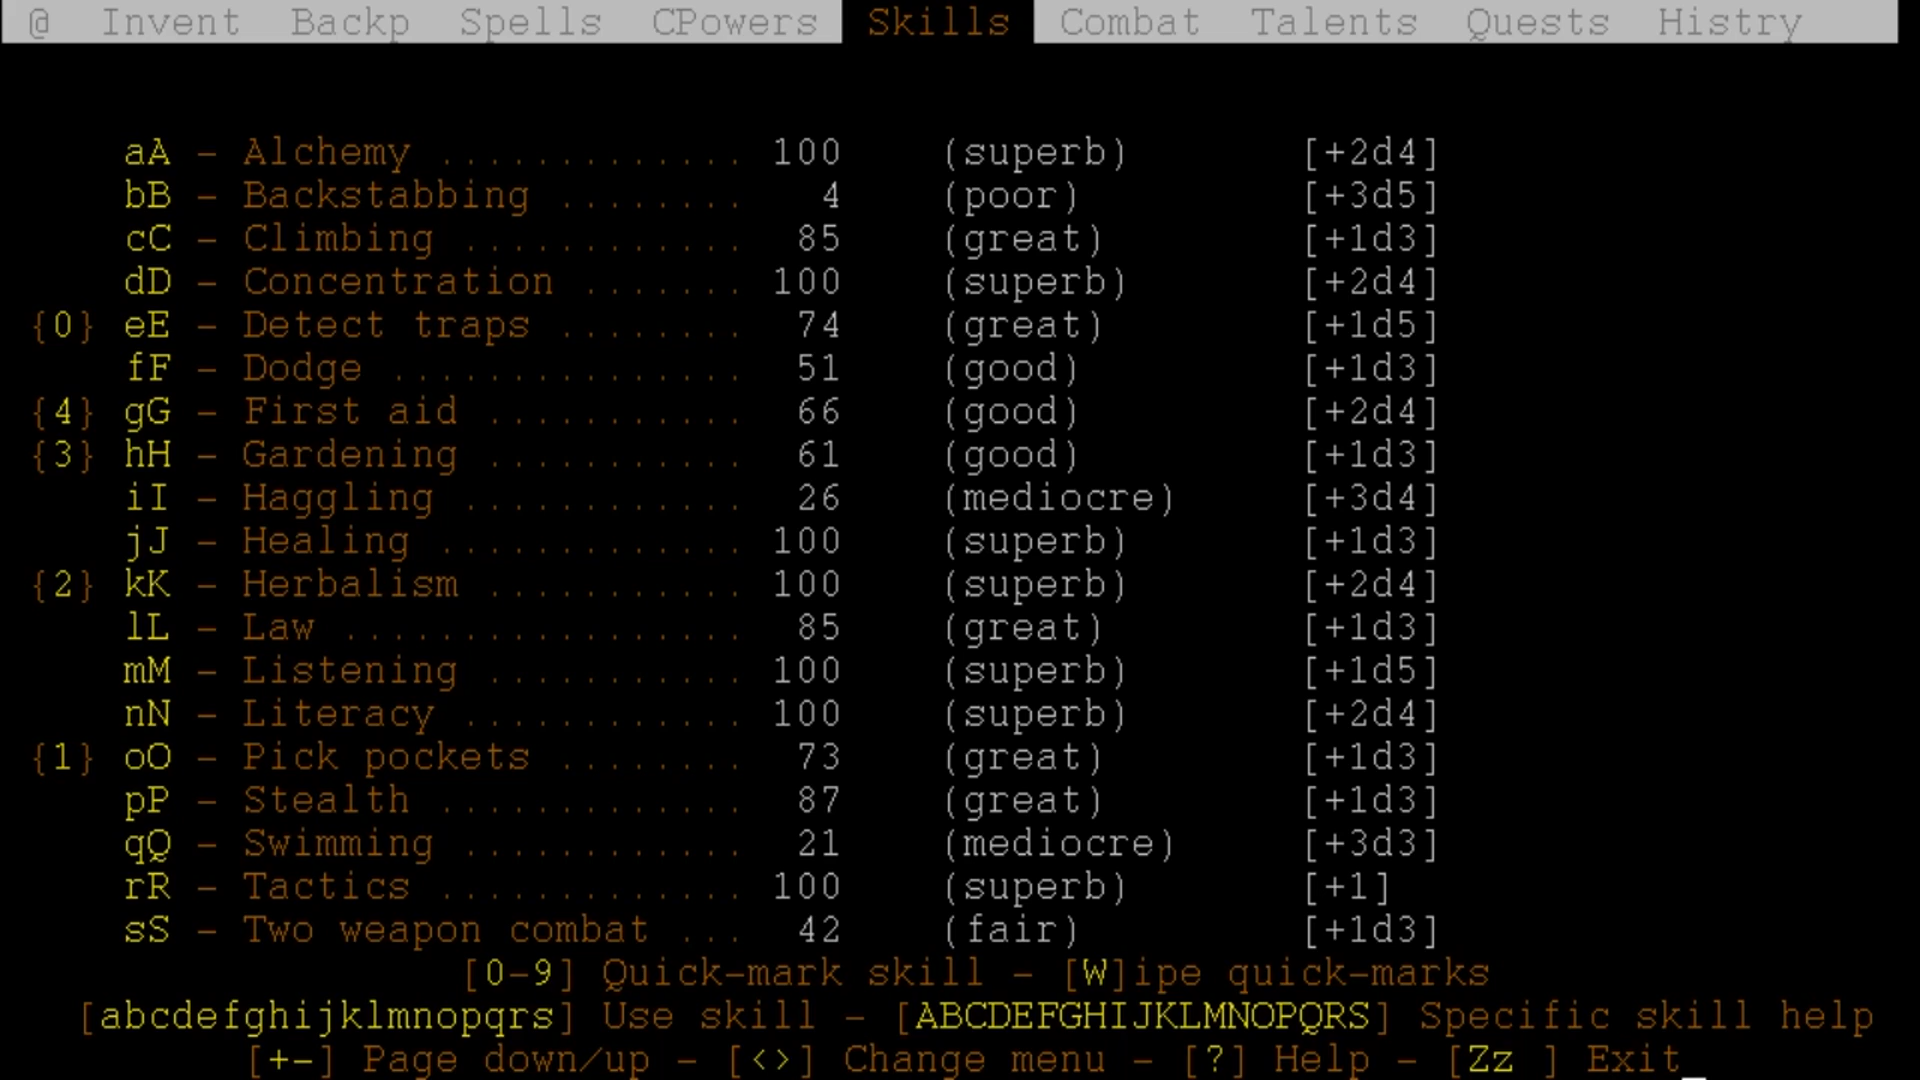 @ Invent Backp Spells CPowers Skills Combat Talents Quests Histry
aA - Alchemy ............. 100 (superb) [+2d4]
bB - Backstabbing ........ 4 (poor) [+3d5]
cC - Climbing ............ 85 (great) [+1d3]
dD - Concentration ....... 100 (superb) [+2d4]
{0} eE - Detect traps ........ 74 (great) [+1d5]
fF - Dodge ............... 51 (good) [+1d3]
{4} gG - First aid ........... 66 (good) [+2d4]
{3} hH - Gardening ........... 61 (good) [+1d3]
iI - Haggling ............ 26 (mediocre) [+3d4]
jJ - Healing ............. 100 (superb) [+1d3]
{2} kK - Herbalism ........... 100 (superb) [+2d4]
lL - Law ................. 85 (great) [+1d3]
mM - Listening ........... 100 (superb) [+1d5]
nN - Literacy ............ 100 (superb) [+2d4]
{1} oO - Pick pockets ........ 73 (great) [+1d3]
pP - Stealth ............. 87 (great) [+1d3]
qQ - Swimming ............ 21 (mediocre) [+3d3]
rR - Tactics ............. 100 (superb) [+1]
sS - Two weapon combat ... 42 (fair) [+1d3]
[0-9] Quick-mark skill - [W]ipe quick-marks
[abcdefghijklmnopqrs] Use skill - [ABCDEFGHIJKLMNOPQRS] Specific skill help
[+-] Page down/up - [<>] Change menu - [?] Help - [Zz ] Exit_